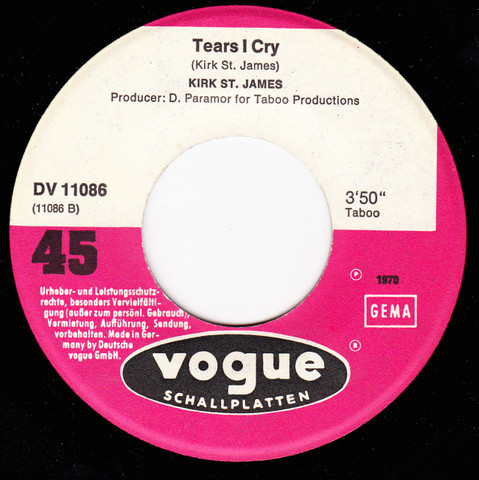 Tears I Cry
(Kirk St. James)
KIRK ST. JAMES
Producer: D. Paramor for Taboo Productions
DV 11086
(11086 B)
3'50“
Taboo
45
Urheber- und Leistungsschutz-
rechte, besonders Vervielfälti-
gung (außer zum persönl. Gebrauch),
Vermietung, Aufführung, Sendung,
vorbehalten. Made in Ger-
many by Deutsche
vogue GmbH.
℗ 1970
GEMA
®
vogue
SCHALLPLATTEN